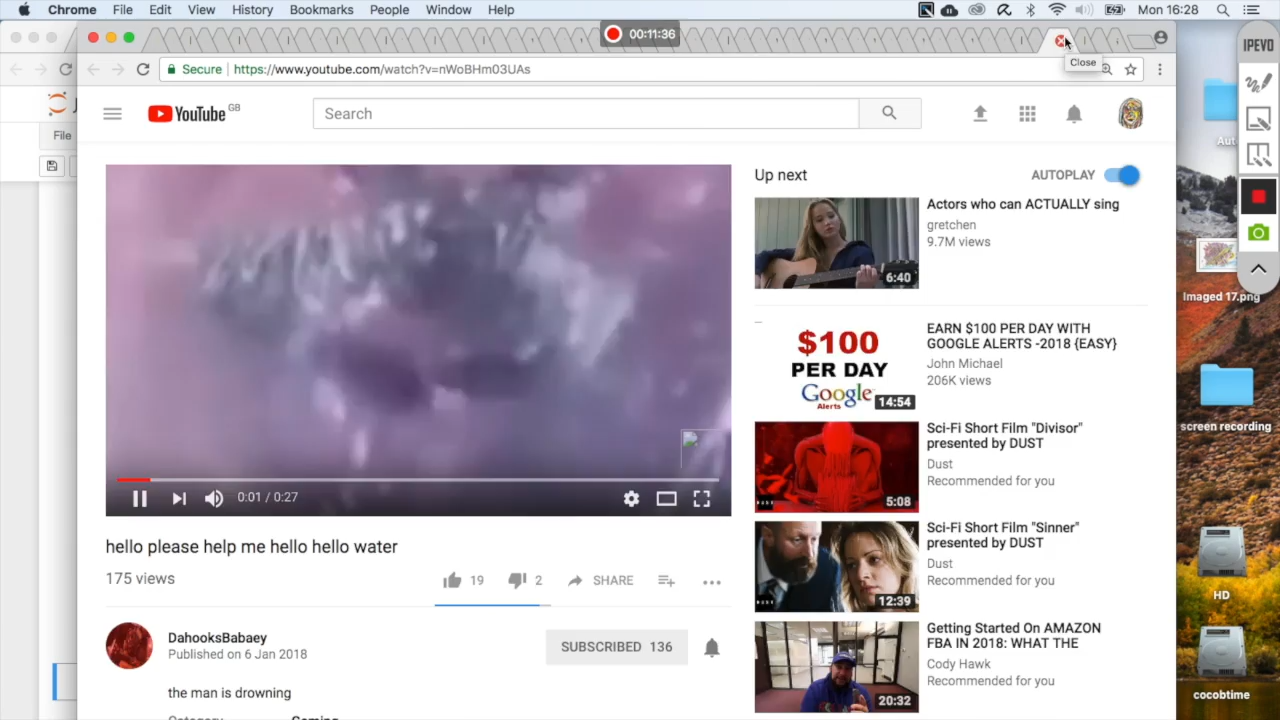 Chrome File Edit View History Bookmarks People Window Help
Mon 16:28
00:11:36
Close
Secure https://www.youtube.com/watch?v=nWoBHm03UAs
IPEVO
YouTube GB
Search
File
Up next
AUTOPLAY
Actors who can ACTUALLY sing
gretchen
9.7M views
6:40
$100
PER DAY
Google
Alerts
14:54
EARN $100 PER DAY WITH
GOOGLE ALERTS -2018 {EASY}
John Michael
206K views
Sci-Fi Short Film "Divisor"
presented by DUST
Dust
Recommended for you
5:08
Sci-Fi Short Film "Sinner"
presented by DUST
Dust
Recommended for you
12:39
Getting Started On AMAZON
FBA IN 2018: WHAT THE
Cody Hawk
Recommended for you
20:32
0:01 / 0:27
hello please help me hello hello water
175 views
19
2
SHARE
DahooksBabaey
Published on 6 Jan 2018
SUBSCRIBED 136
the man is drowning
Imaged 17.png
screen recording
HD
cocobtime